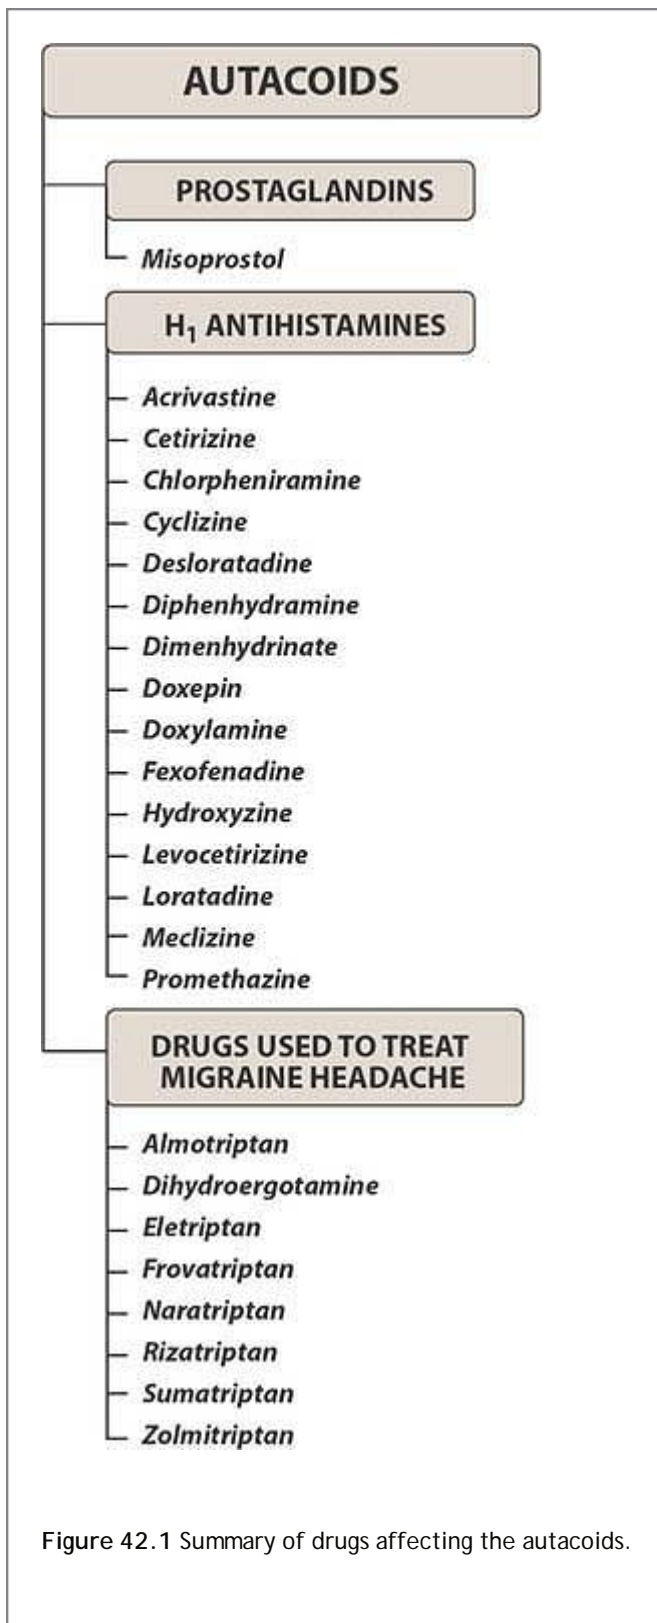 AUTACOIDS
PROSTAGLANDINS
Misoprostol
H₁ ANTIHISTAMINES
Acrivastine
Cetirizine
Chlorpheniramine
Cyclizine
Desloratadine
Diphenhydramine
Dimenhydrinate
Doxepin
Doxylamine
Fexofenadine
Hydroxyzine
Levocetirizine
Loratadine
Meclizine
Promethazine
DRUGS USED TO TREAT
MIGRAINE HEADACHE
Almotriptan
Dihydroergotamine
Eletriptan
Frovatriptan
Naratriptan
Rizatriptan
Sumatriptan
Zolmitriptan
Figure 42.1 Summary of drugs affecting the autacoids.